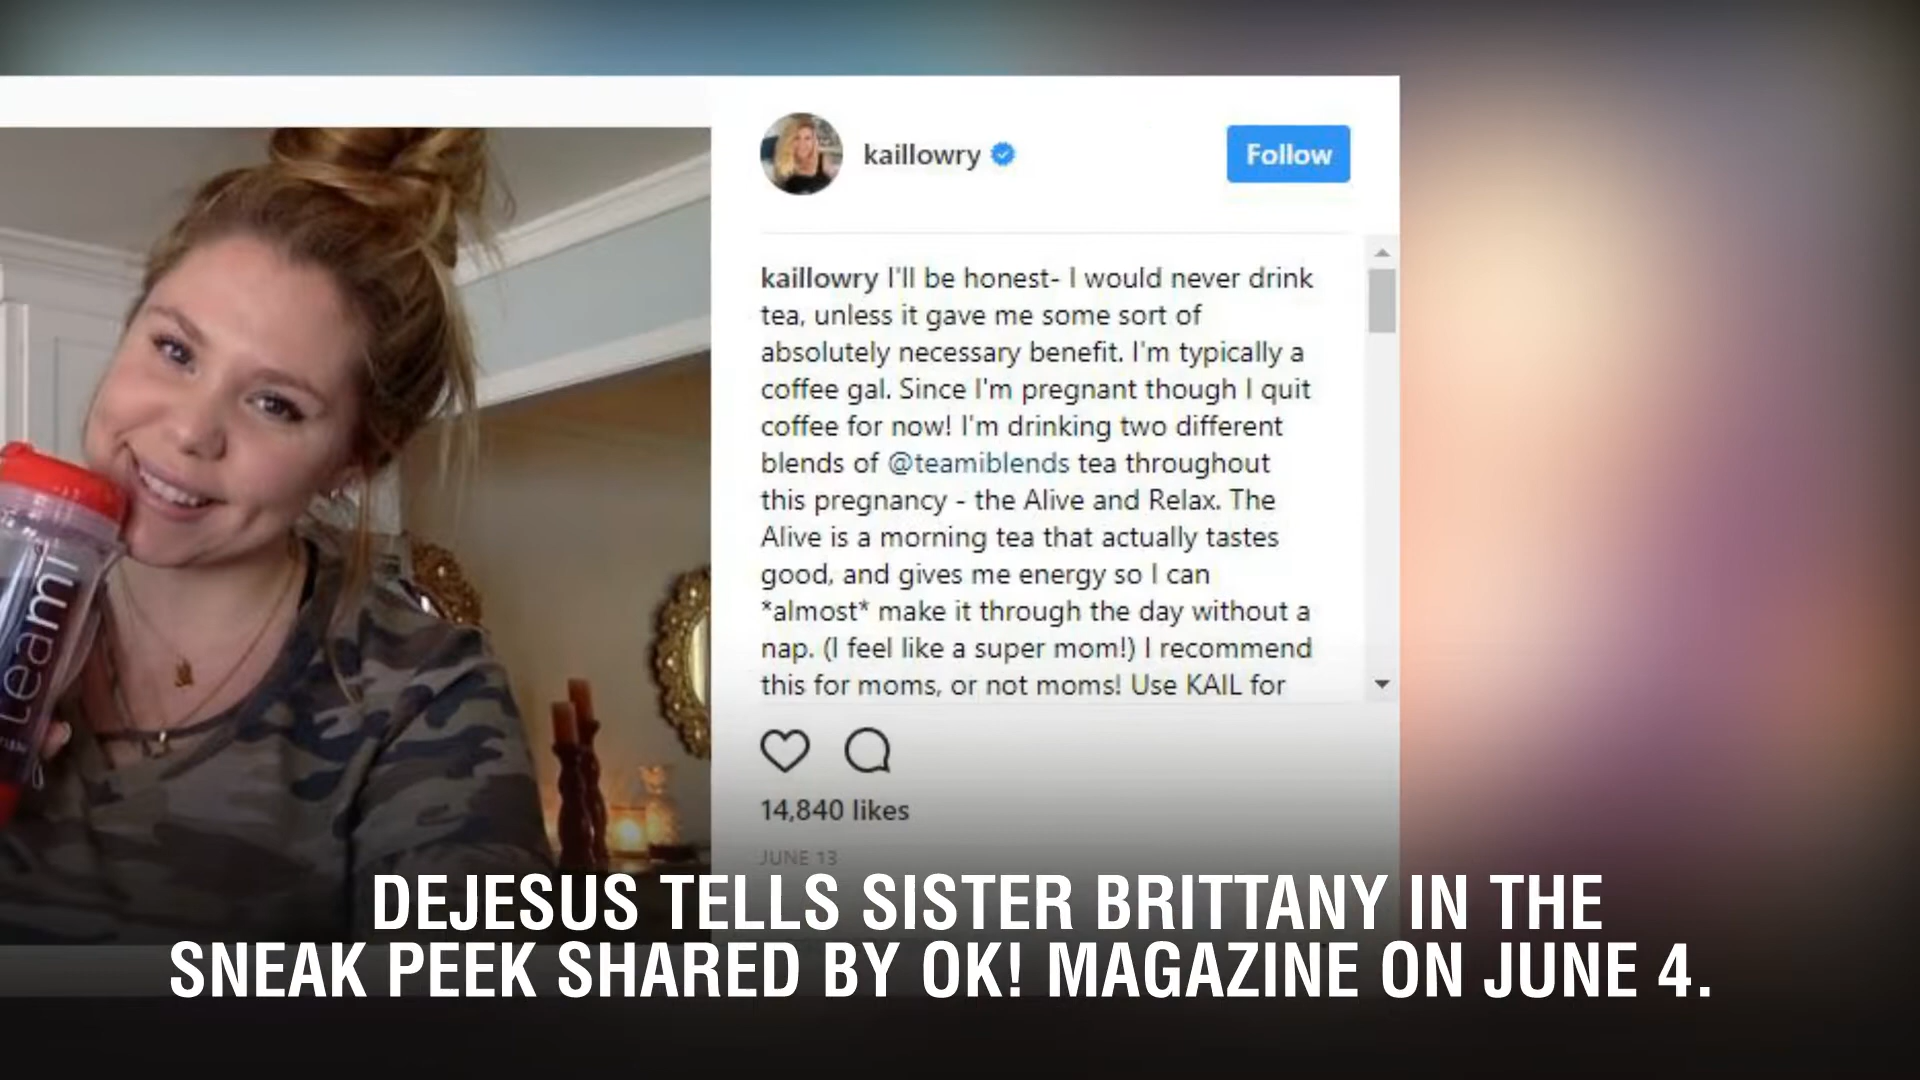 kaillowry
Follow
kaillowry I'll be honest- I would never drink
tea, unless it gave me some sort of
absolutely necessary benefit. I'm typically a
coffee gal. Since I'm pregnant though I quit
coffee for now! I'm drinking two different
blends of @teamiblends tea throughout
this pregnancy - the Alive and Relax. The
Alive is a morning tea that actually tastes
good, and gives me energy so I can
*almost* make it through the day without a
nap. (I feel like a super mom!) I recommend
this for moms, or not moms! Use KAIL for
teami
14,840 likes
JUNE 13
DEJESUS TELLS SISTER BRITTANY IN THE
SNEAK PEEK SHARED BY OK! MAGAZINE ON JUNE 4.